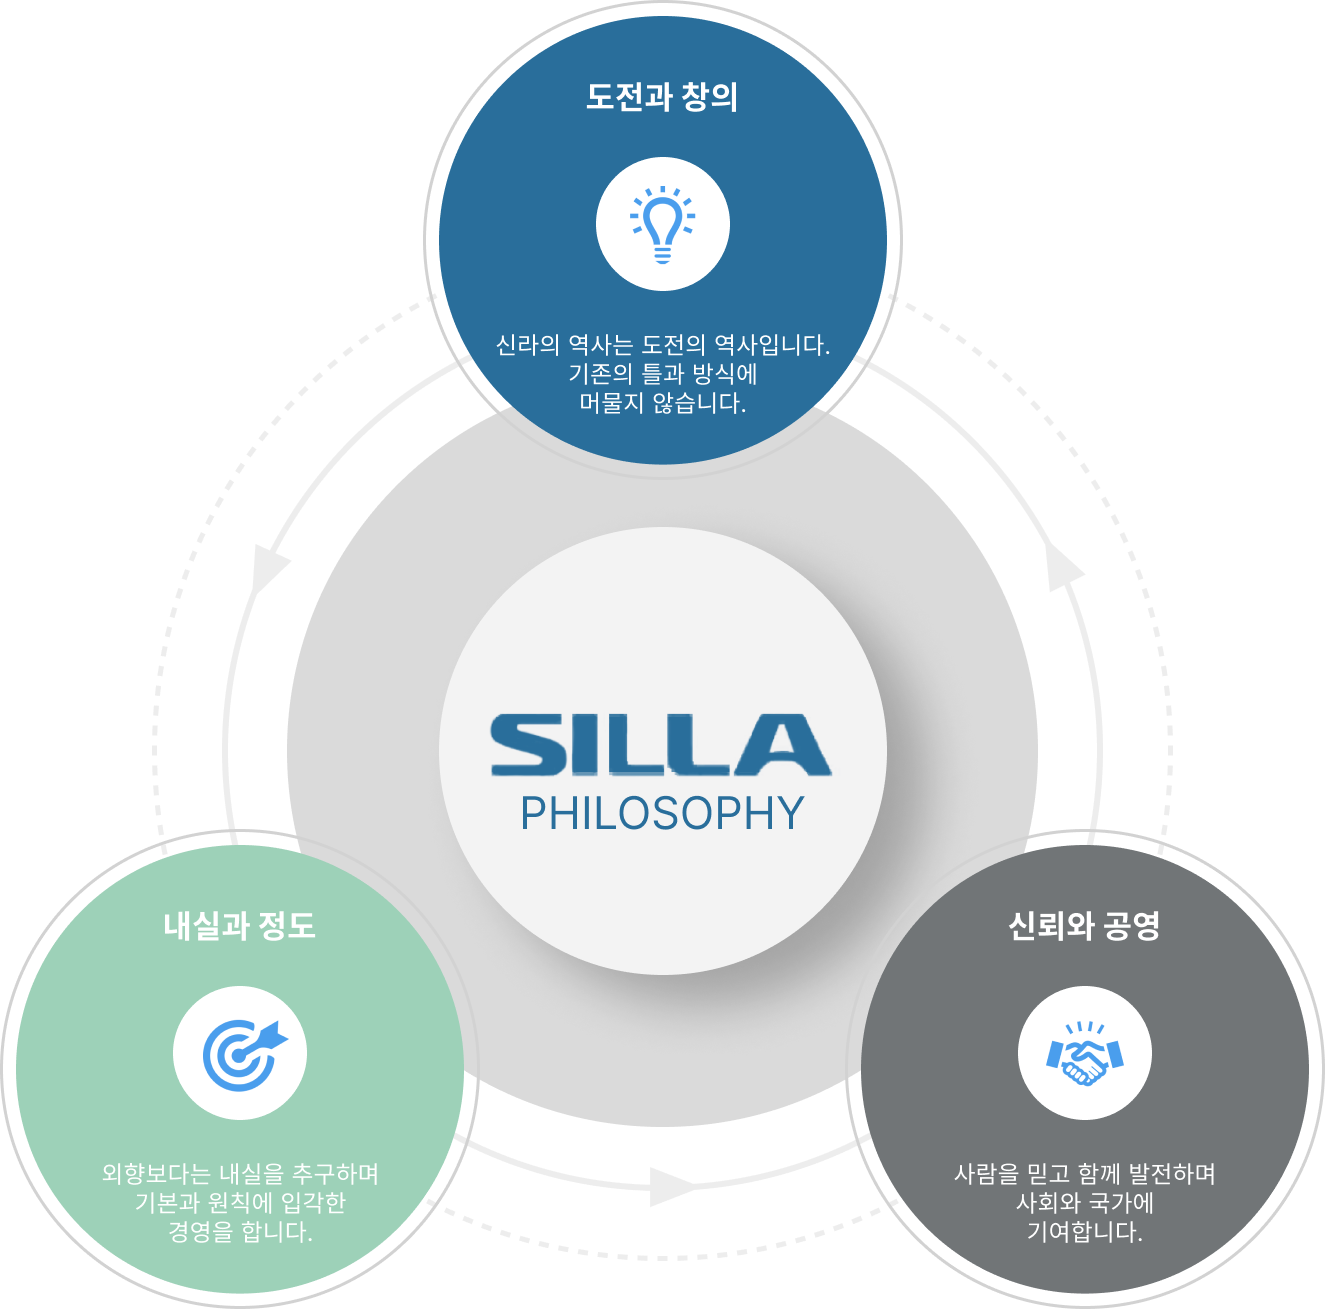 도전과 창의
신라의 역사는 도전의 역사입니다.
기존의 틀과 방식에
머물지 않습니다.
SILLA
PHILOSOPHY
내실과 정도
외향보다는 내실을 추구하며
기본과 원칙에 입각한
경영을 합니다.
신뢰와 공영
사람을 믿고 함께 발전하며
사회와 국가에
기여합니다.